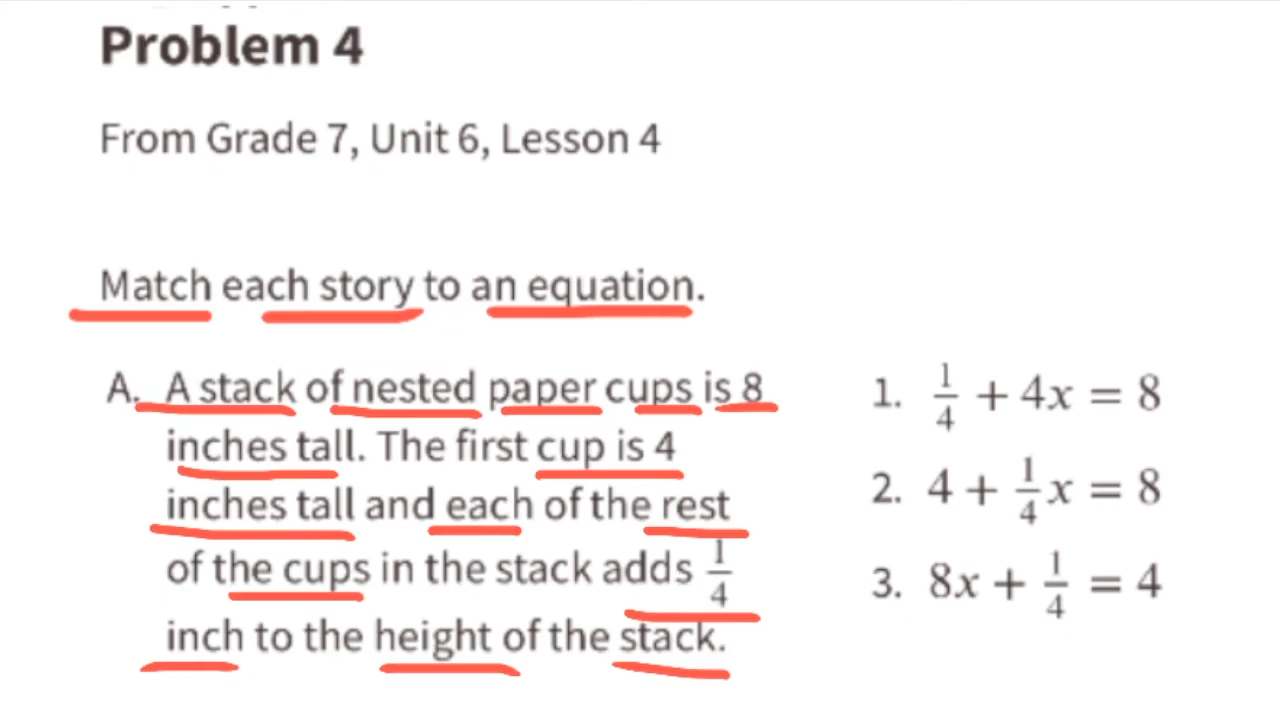 Problem 4
From Grade 7, Unit 6, Lesson 4
Match each story to an equation.
A. A stack of nested paper cups is 8
inches tall. The first cup is 4
inches tall and each of the rest
of the cups in the stack adds 1/4
inch to the height of the stack.
1. 1/4 + 4x = 8
2. 4 + 1/4 x = 8
3. 8x + 1/4 = 4